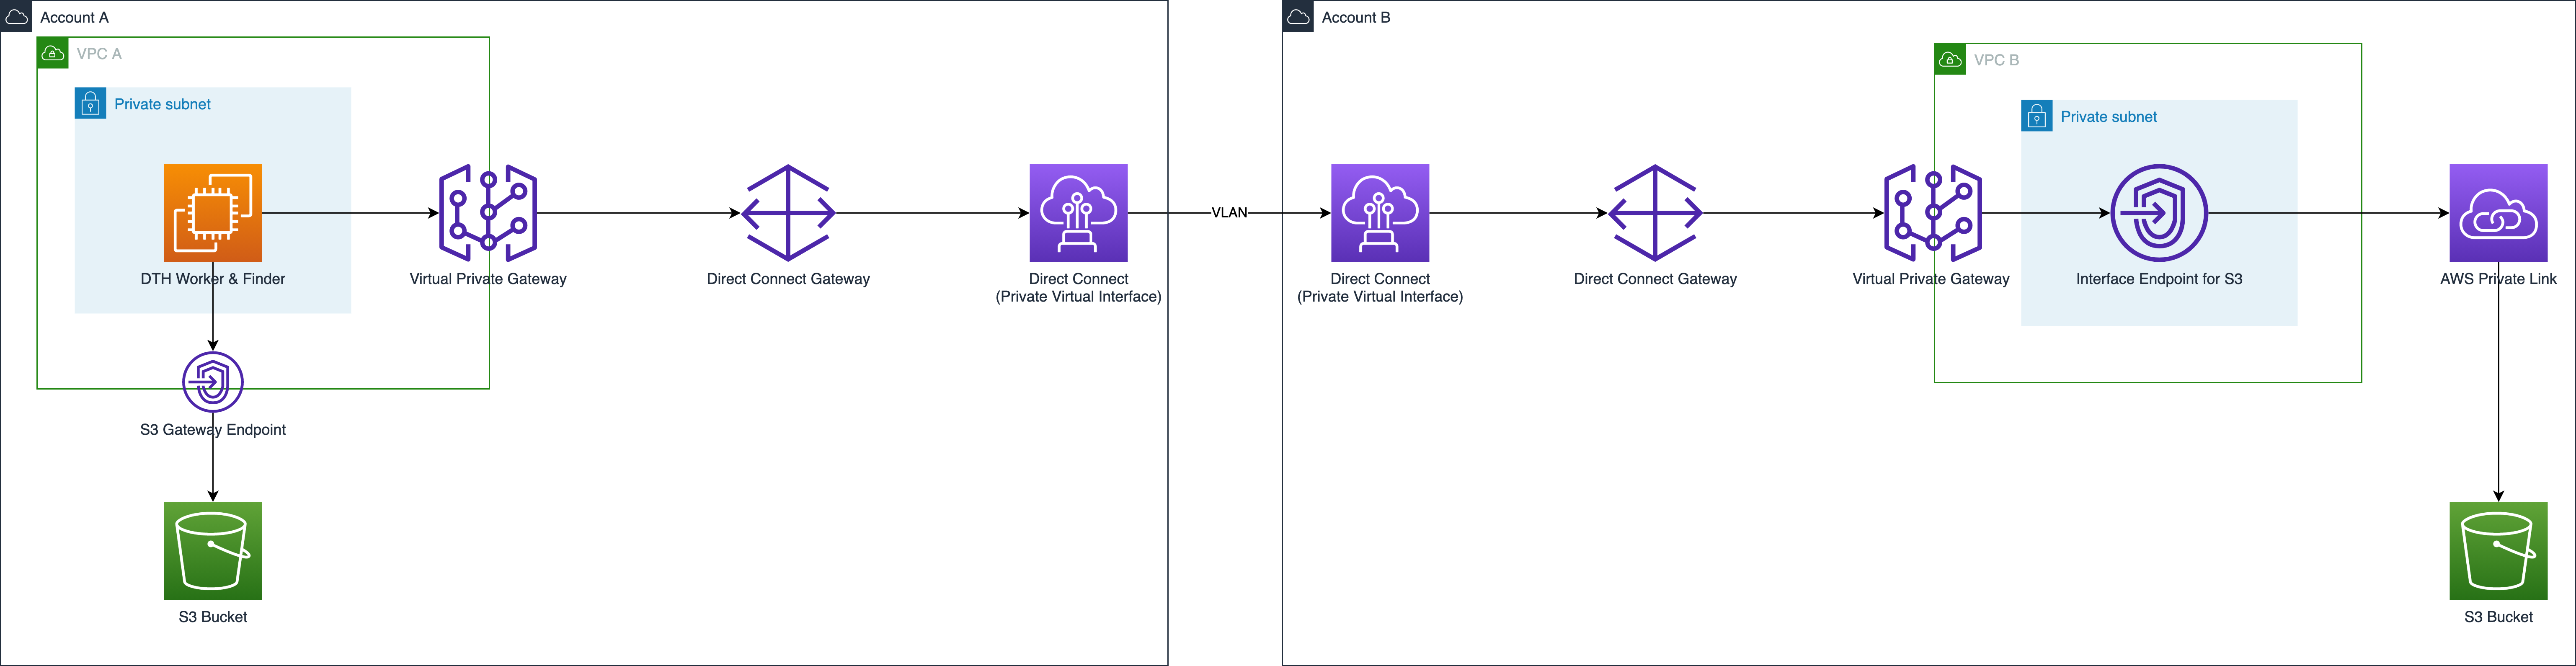 Account A
Account B
VPC A
VPC B
Private subnet
Private subnet
VLAN
DTH Worker & Finder
Virtual Private Gateway
Direct Connect Gateway
Direct Connect
(Private Virtual Interface)
Direct Connect
(Private Virtual Interface)
Direct Connect Gateway
Virtual Private Gateway
Interface Endpoint for S3
AWS Private Link
S3 Gateway Endpoint
S3 Bucket
S3 Bucket